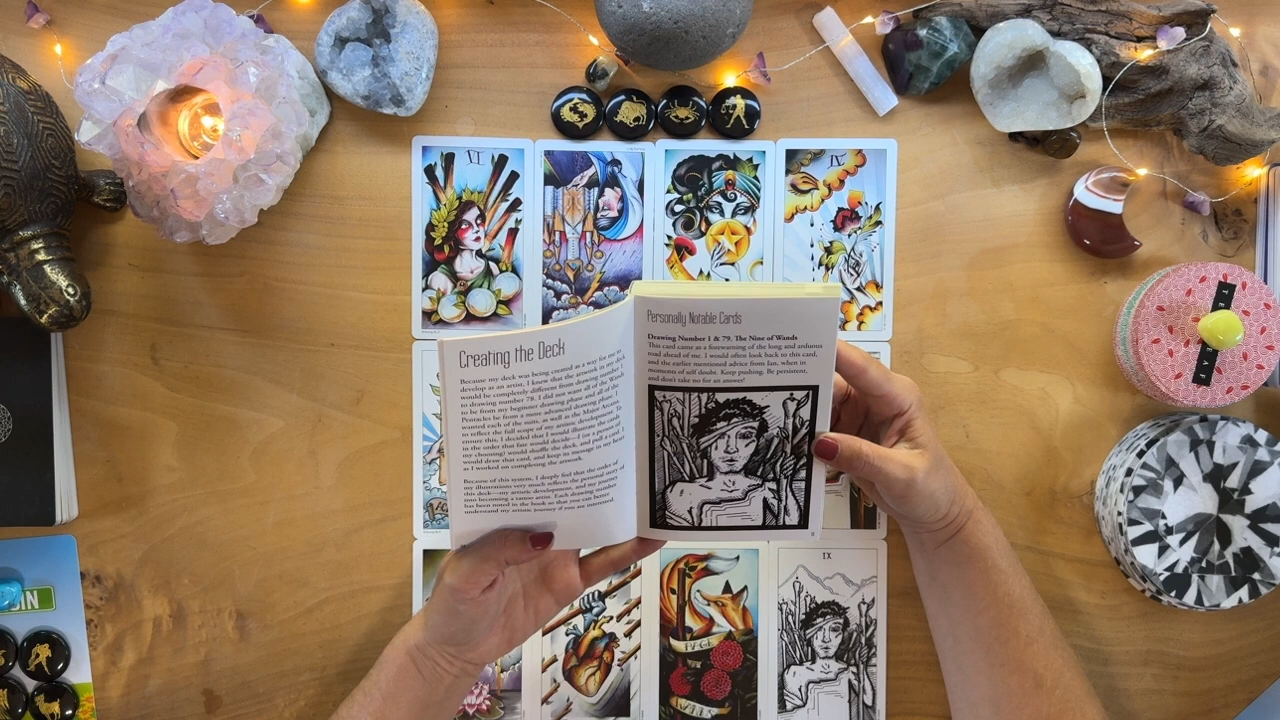 VI
IV
Creating the Deck
Because my deck was being created as a way for me to
develop as an artist, I knew that the artwork in my deck
would be completely different from drawing number 1
to drawing number 78. I did not want all of the Wands
to be from my beginner drawing phase and all of the
Pentacles be from a more advanced drawing phase. I
wanted each of the suits, as well as the Major Arcana,
to reflect the full scope of my artistic development. To
ensure this, I decided that I would illustrate the cards
in the order that fate would decide—I (or a person of
my choosing) would shuffle the deck, and pull a card. I
would draw that card, and keep its message in my heart
as I worked on completing the artwork.
Because of this system, I deeply feel that the order of
my illustrations very much reflects the personal story of
this deck—my artistic development, and my journey
into becoming a tattoo artist. Each drawing number
has been noted in the book so that you can better
understand my artistic journey if you are interested.
Personally Notable Cards
Drawing Number 1 & 79. The Nine of Wands
This card came as a forewarning of the long and arduous
road ahead of me. I would often look back to this card,
and the earlier mentioned advice from Ian, when in
moments of self doubt. Keep pushing. Be persistent,
and don't take no for an answer!
PAGE
IX